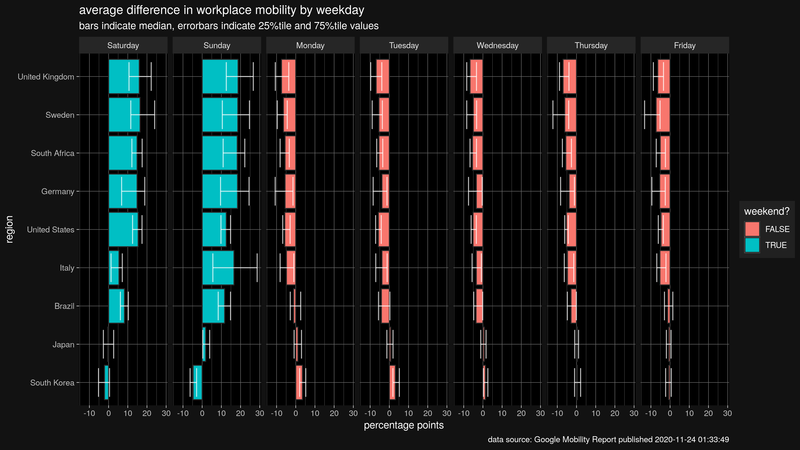 average difference in workplace mobility by weekday
bars indicate median, errorbars indicate 25%tile and 75%tile values
Saturday Sunday Monday Tuesday Wednesday Thursday Friday
United Kingdom
Sweden
South Africa
Germany
United States
Italy
Brazil
Japan
South Korea
region
-10 0 10 20 30 -10 0 10 20 30 -10 0 10 20 30 -10 0 10 20 30 -10 0 10 20 30 -10 0 10 20 30 -10 0 10 20 30
percentage points
weekend?
FALSE
TRUE
data source: Google Mobility Report published 2020-11-24 01:33:49